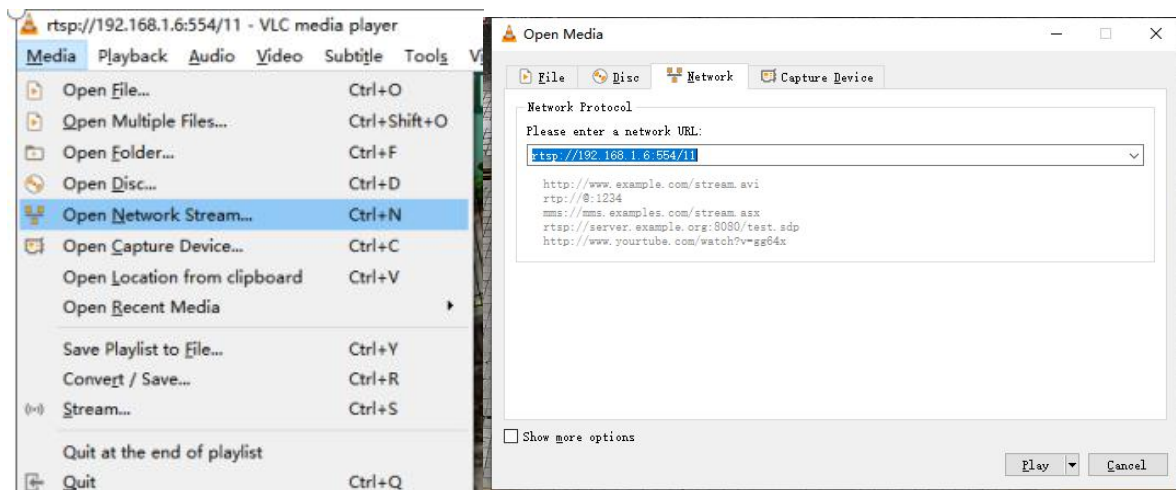 rtsp://192.168.1.6:554/11 - VLC media player
Media Playback Audio Video Subtitle Tools
Open File... Ctrl+O
Open Multiple Files... Ctrl+Shift+O
Open Folder... Ctrl+F
Open Disc... Ctrl+D
Open Network Stream... Ctrl+N
Open Capture Device... Ctrl+C
Open Location from clipboard Ctrl+V
Open Recent Media
Save Playlist to File... Ctrl+Y
Convert / Save... Ctrl+R
Stream... Ctrl+S
Quit at the end of playlist
Quit Ctrl+Q
Open Media
File Disc Network Capture Device
Network Protocol
Please enter a network URL:
rtsp://192.168.1.6:554/11
http://www.example.com/stream.avi
rtp://@:1234
mms://mms.examples.com/stream.asx
rtsp://server.example.org:8080/test.sdp
http://www.yourtube.com/watch?v=gg64x
Show more options
Play Cancel